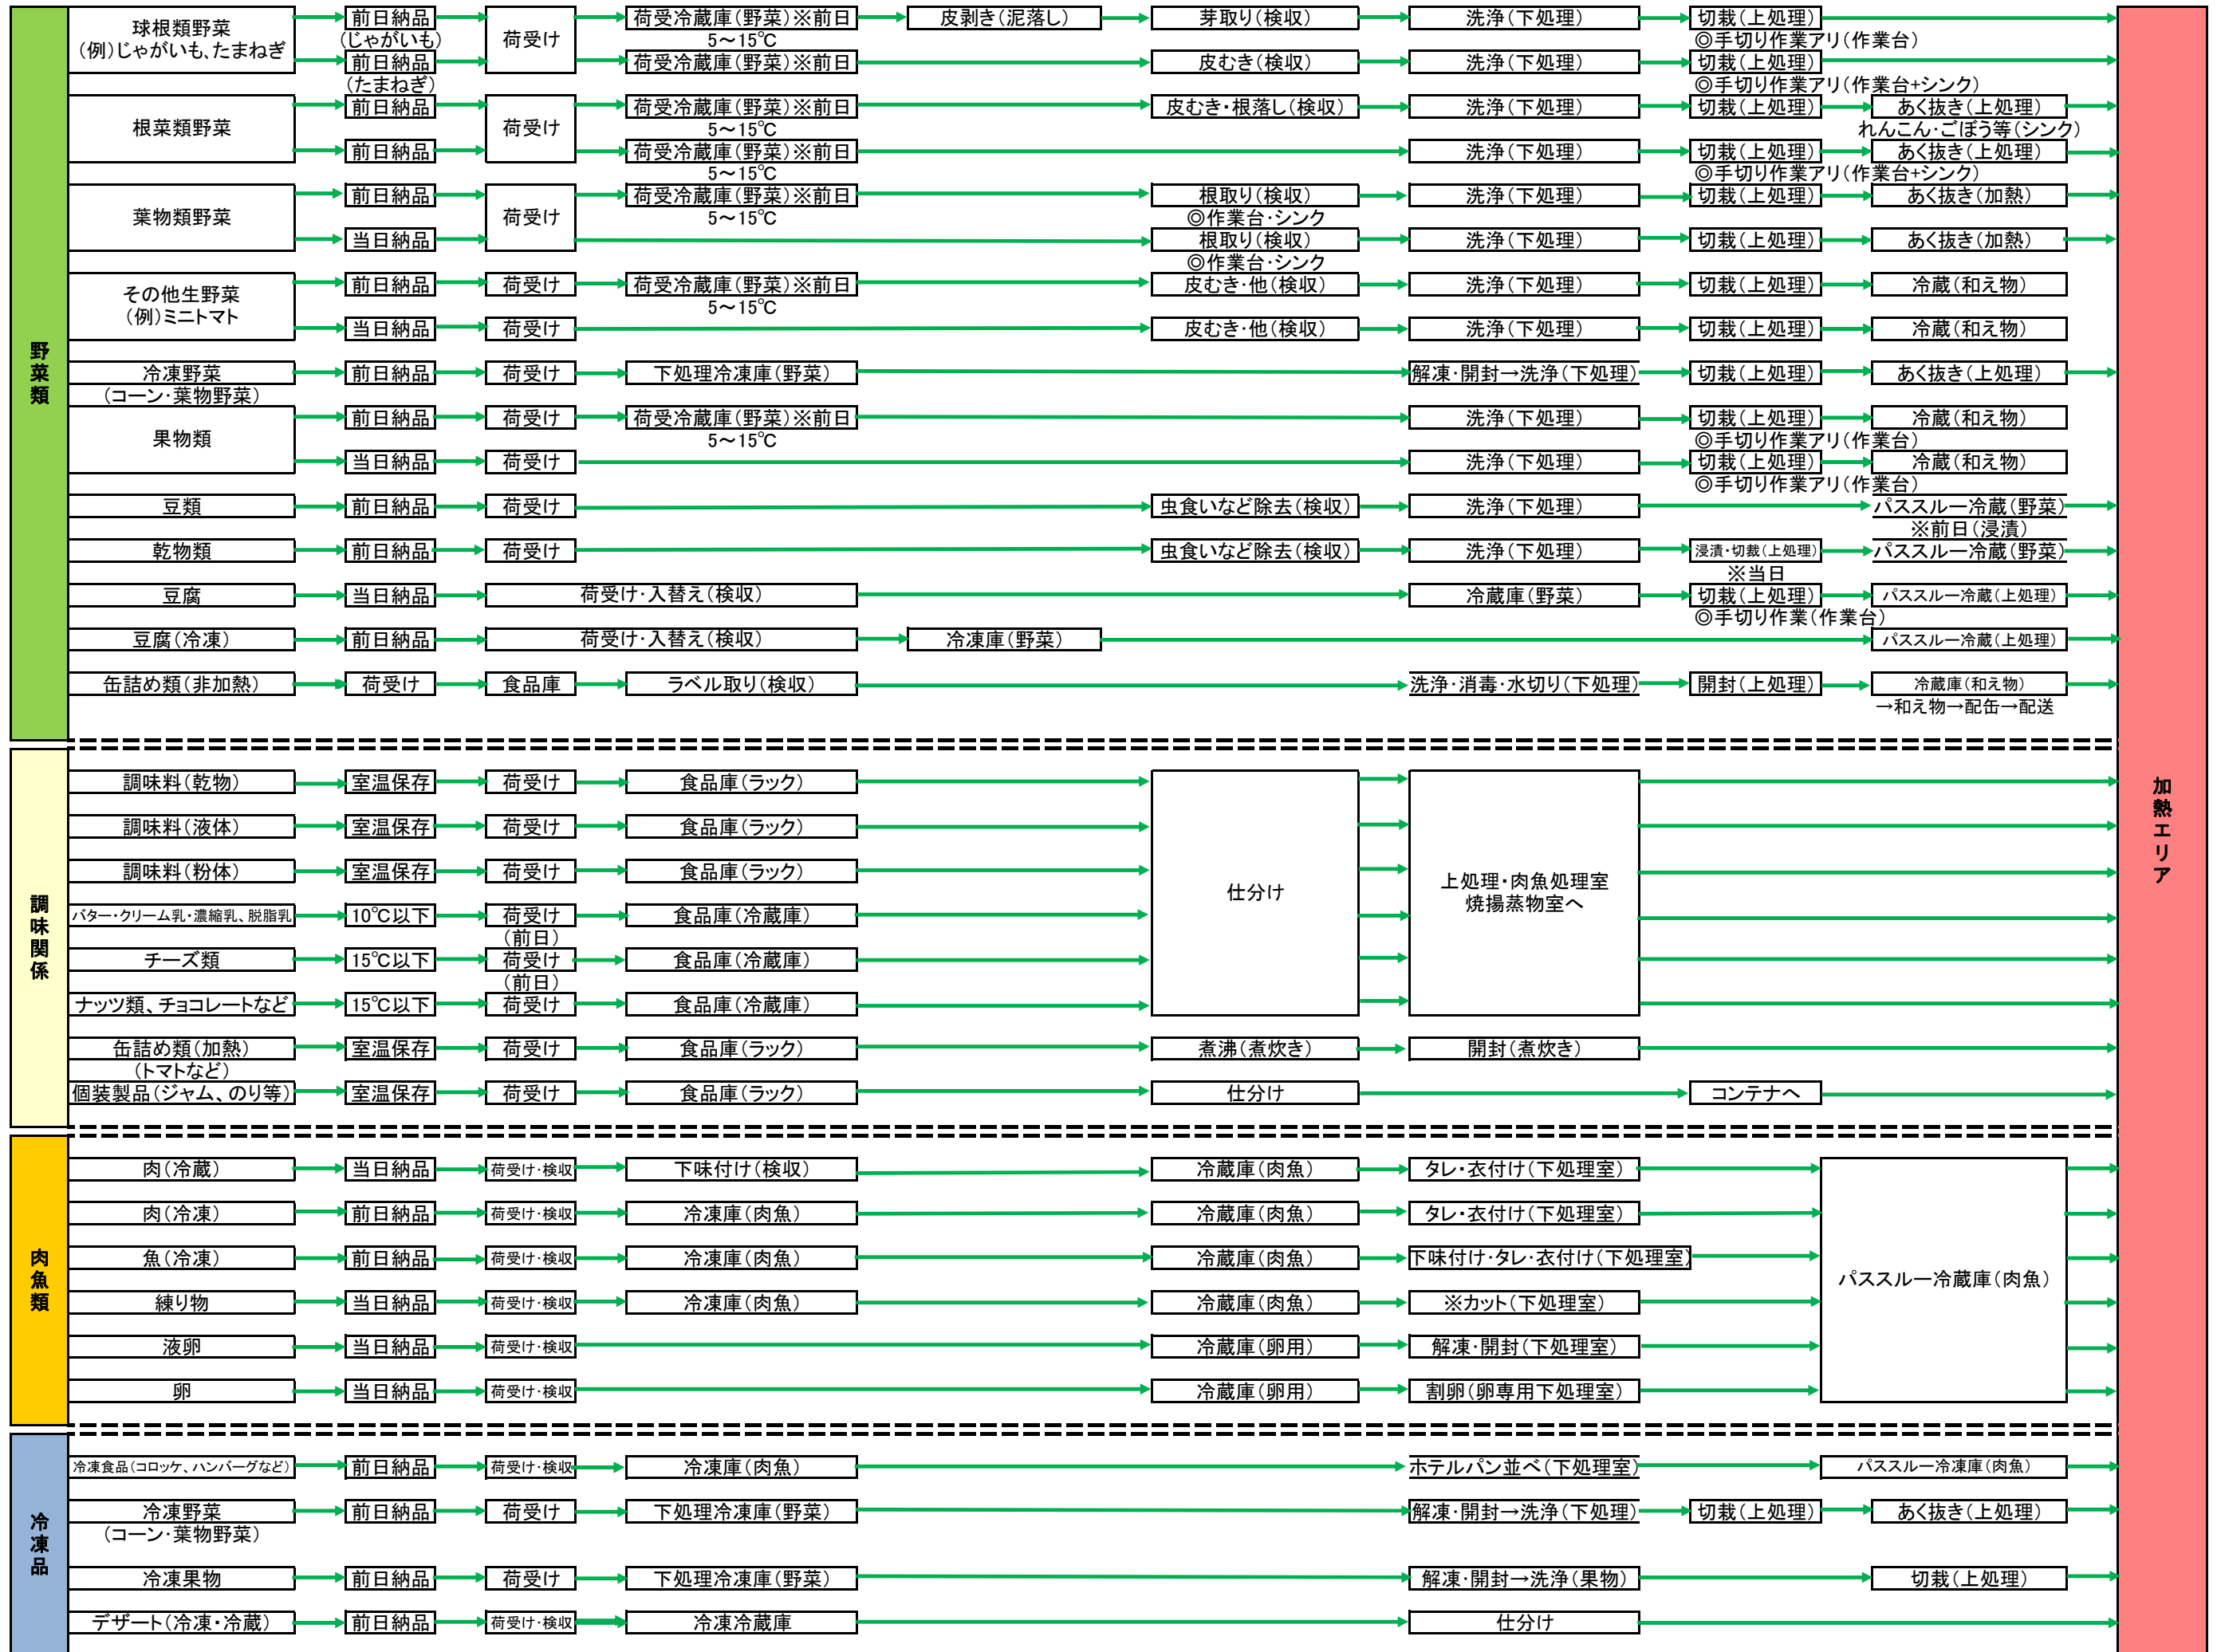 野菜類
球根類野菜
(例)じゃがいも、たまねぎ
前日納品
(じゃがいも)
前日納品
(たまねぎ)
荷受け
荷受冷蔵庫(野菜)※前日
5～15℃
荷受冷蔵庫(野菜)※前日
皮剥き(泥落し)
芽取り(検収)
皮むき(検収)
洗浄(下処理)
洗浄(下処理)
切裁(上処理)
◎手切り作業アリ(作業台)
切裁(上処理)
◎手切り作業アリ(作業台+シンク)
根菜類野菜
前日納品
前日納品
荷受け
荷受冷蔵庫(野菜)※前日
5～15℃
荷受冷蔵庫(野菜)※前日
5～15℃
皮むき・根落し(検収)
洗浄(下処理)
洗浄(下処理)
切裁(上処理)
切裁(上処理)
◎手切り作業アリ(作業台+シンク)
あく抜き(上処理)
れんこん・ごぼう等(シンク)
あく抜き(上処理)
葉物類野菜
前日納品
当日納品
荷受け
荷受冷蔵庫(野菜)※前日
5～15℃
根取り(検収)
◎作業台・シンク
根取り(検収)
◎作業台・シンク
洗浄(下処理)
洗浄(下処理)
切裁(上処理)
切裁(上処理)
あく抜き(加熱)
あく抜き(加熱)
その他生野菜
(例)ミニトマト
前日納品
当日納品
荷受け
荷受け
荷受冷蔵庫(野菜)※前日
5～15℃
皮むき・他(検収)
皮むき・他(検収)
洗浄(下処理)
洗浄(下処理)
切裁(上処理)
切裁(上処理)
冷蔵(和え物)
冷蔵(和え物)
冷凍野菜
(コーン・葉物野菜)
前日納品
荷受け
下処理冷凍庫(野菜)
解凍・開封→洗浄(下処理)
切裁(上処理)
あく抜き(上処理)
果物類
前日納品
当日納品
荷受け
荷受け
荷受冷蔵庫(野菜)※前日
5～15℃
洗浄(下処理)
洗浄(下処理)
切裁(上処理)
◎手切り作業アリ(作業台)
切裁(上処理)
◎手切り作業アリ(作業台)
冷蔵(和え物)
冷蔵(和え物)
豆類
前日納品
荷受け
虫食いなど除去(検収)
洗浄(下処理)
パススルー冷蔵(野菜)
※前日(浸漬)
乾物類
前日納品
荷受け
虫食いなど除去(検収)
洗浄(下処理)
浸漬・切裁(上処理)
※当日
パススルー冷蔵(野菜)
豆腐
当日納品
荷受け・入替え(検収)
冷蔵庫(野菜)
切裁(上処理)
◎手切り作業(作業台)
パススルー冷蔵(上処理)
豆腐(冷凍)
前日納品
荷受け・入替え(検収)
冷凍庫(野菜)
パススルー冷蔵(上処理)
缶詰め類(非加熱)
荷受け
食品庫
ラベル取り(検収)
洗浄・消毒・水切り(下処理)
開封(上処理)
冷蔵庫(和え物)
→和え物→配缶→配送
調味関係
調味料(乾物)
室温保存
荷受け
食品庫(ラック)
調味料(液体)
室温保存
荷受け
食品庫(ラック)
調味料(粉体)
室温保存
荷受け
食品庫(ラック)
バター・クリーム乳・濃縮乳、脱脂乳
10℃以下
荷受け
(前日)
食品庫(冷蔵庫)
チーズ類
15℃以下
荷受け
(前日)
食品庫(冷蔵庫)
ナッツ類、チョコレートなど
15℃以下
荷受け
食品庫(冷蔵庫)
仕分け
上処理・肉魚処理室
焼揚蒸物室へ
缶詰め類(加熱)
(トマトなど)
室温保存
荷受け
食品庫(ラック)
煮沸(煮炊き)
開封(煮炊き)
個装製品(ジャム、のり等)
室温保存
荷受け
食品庫(ラック)
仕分け
コンテナへ
肉魚類
肉(冷蔵)
当日納品
荷受け・検収
下味付け(検収)
冷蔵庫(肉魚)
タレ・衣付け(下処理室)
肉(冷凍)
前日納品
荷受け・検収
冷凍庫(肉魚)
冷蔵庫(肉魚)
タレ・衣付け(下処理室)
魚(冷凍)
前日納品
荷受け・検収
冷凍庫(肉魚)
冷蔵庫(肉魚)
下味付け・タレ・衣付け(下処理室)
練り物
当日納品
荷受け・検収
冷凍庫(肉魚)
冷蔵庫(肉魚)
※カット(下処理室)
液卵
当日納品
荷受け・検収
冷蔵庫(卵用)
解凍・開封(下処理室)
卵
当日納品
荷受け・検収
冷蔵庫(卵用)
割卵(卵専用下処理室)
パススルー冷蔵庫(肉魚)
冷凍品
冷凍食品(コロッケ、ハンバーグなど)
前日納品
荷受け・検収
冷凍庫(肉魚)
ホテルパン並べ(下処理室)
パススルー冷凍庫(肉魚)
冷凍野菜
(コーン・葉物野菜)
前日納品
荷受け
下処理冷凍庫(野菜)
解凍・開封→洗浄(下処理)
切裁(上処理)
あく抜き(上処理)
冷凍果物
前日納品
荷受け
下処理冷凍庫(野菜)
解凍・開封→洗浄(果物)
切裁(上処理)
デザート(冷凍・冷蔵)
前日納品
荷受け・検収
冷凍冷蔵庫
仕分け
加熱エリア